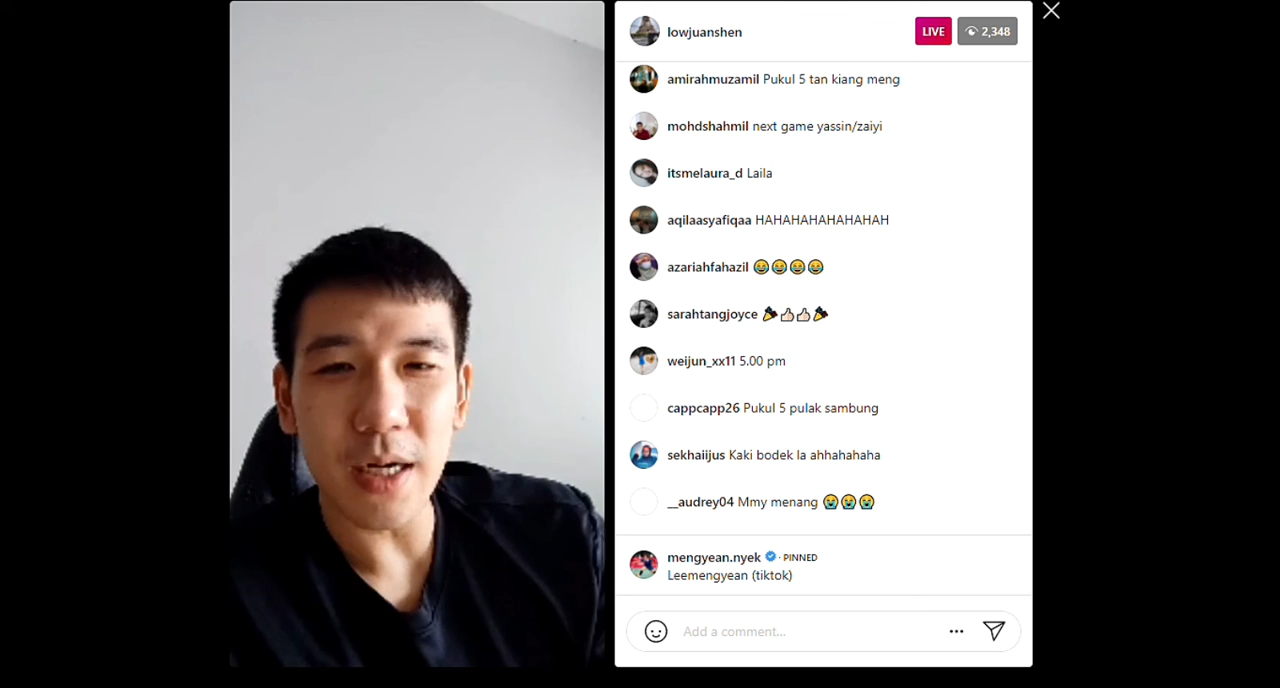 lowjuanshen LIVE 2,348
amirahmuzamil Pukul 5 tan kiang meng
mohdshahmil next game yassin/zaiyi
itsmelaura_d Laila
aqilaasyafiqaa HAHAHAHAHAHAHAH
azariahfahazil 😂😂😂😂
sarahtangjoyce 🎉👍🏻👍🏻🎉
weijun_xx11 5.00 pm
cappcapp26 Pukul 5 pulak sambung
sekhaiijus Kaki bodek la ahhahahaha
__audrey04 Mmy menang 😭😭😭
mengyean.nyek · PINNED
Leemengyean (tiktok)
Add a comment...